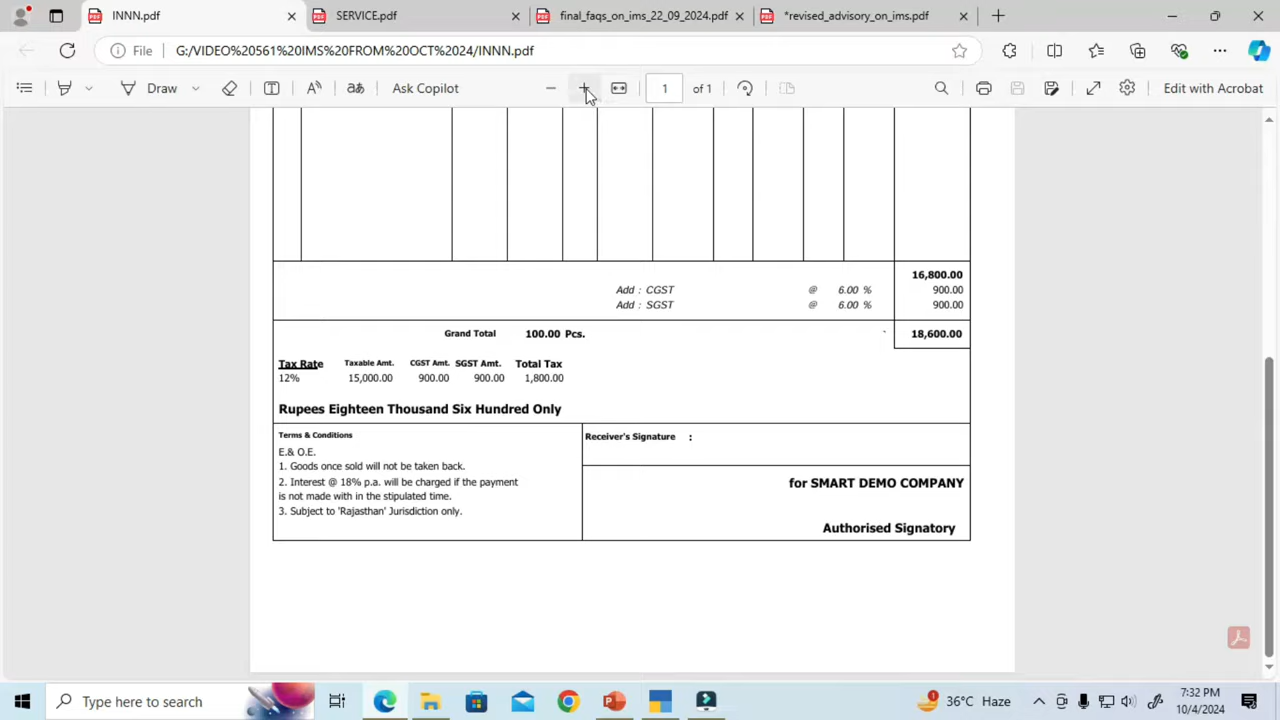 INNN.pdf
SERVICE.pdf
final_faqs_on_ims_22_09_2024.pdf
*revised_advisory_on_ims.pdf
File G:/VIDEO%20561%20IMS%20FROM%20OCT%202024/INNN.pdf
Draw aあ Ask Copilot 1 of 1 Edit with Acrobat
16,800.00
Add : CGST @ 6.00 % 900.00
Add : SGST @ 6.00 % 900.00
Grand Total 100.00 Pcs. ` 18,600.00
Tax Rate Taxable Amt. CGST Amt. SGST Amt. Total Tax
12% 15,000.00 900.00 900.00 1,800.00
Rupees Eighteen Thousand Six Hundred Only
Terms & Conditions
E.& O.E.
1. Goods once sold will not be taken back.
2. Interest @ 18% p.a. will be charged if the payment
is not made with in the stipulated time.
3. Subject to 'Rajasthan' Jurisdiction only.
Receiver's Signature :
for SMART DEMO COMPANY
Authorised Signatory
Type here to search
1 36°C Haze
7:32 PM
10/4/2024